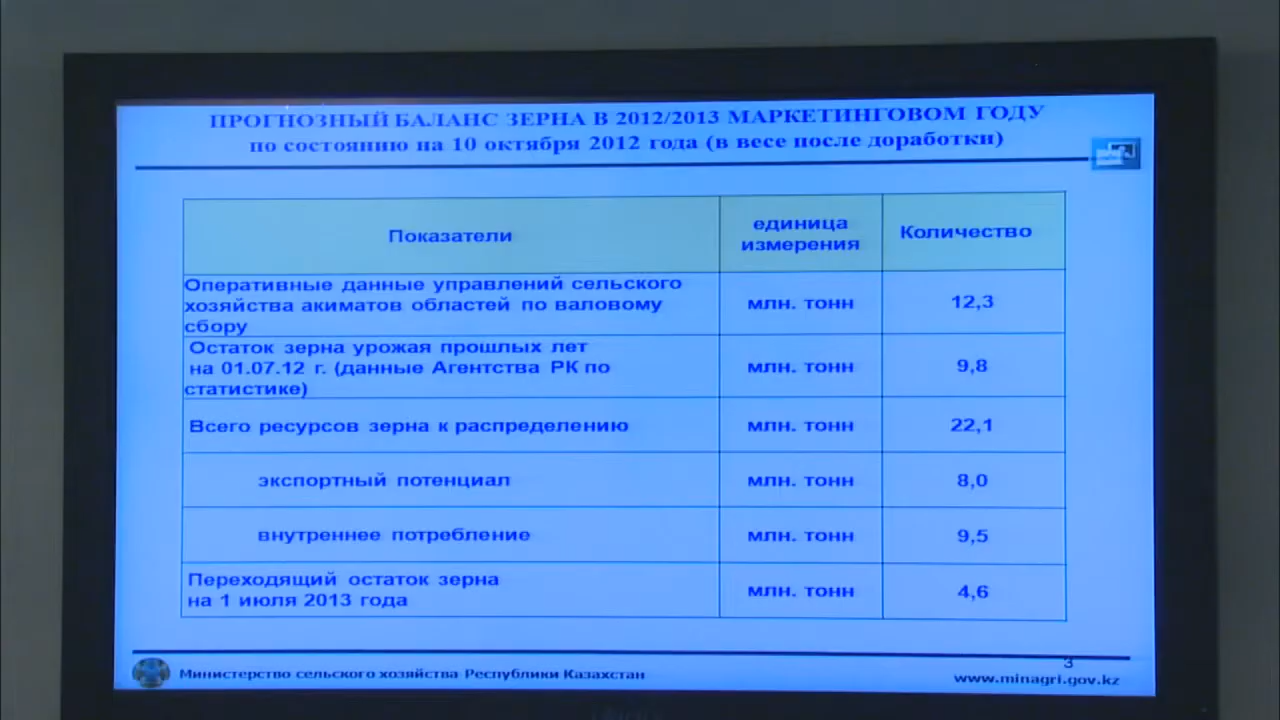 ПРОГНОЗНЫЙ БАЛАНС ЗЕРНА В 2012/2013 МАРКЕТИНГОВОМ ГОДУ
по состоянию на 10 октября 2012 года (в весе после доработки)
Показатели
единица
измерения
Количество
Оперативные данные управлений сельского
хозяйства акиматов областей по валовому
сбору
млн. тонн
12,3
Остаток зерна урожая прошлых лет
на 01.07.12 г. (данные Агентства РК по
статистике)
млн. тонн
9,8
Всего ресурсов зерна к распределению
млн. тонн
22,1
экспортный потенциал
млн. тонн
8,0
внутреннее потребление
млн. тонн
9,5
Переходящий остаток зерна
на 1 июля 2013 года
млн. тонн
4,6
3
Министерство сельского хозяйства Республики Казахстан
www.minagri.gov.kz